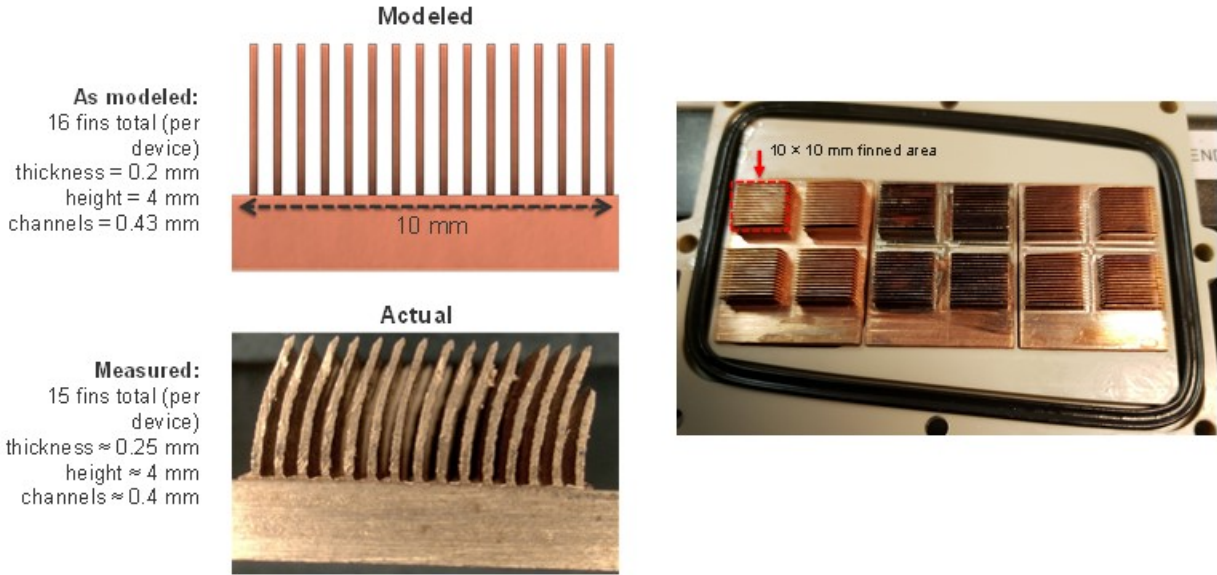 Modeled
As modeled:
16 fins total (per
device)
thickness = 0.2 mm
height = 4 mm
channels = 0.43 mm
10 mm
Actual
Measured:
15 fins total (per
device)
thickness ≈ 0.25 mm
height ≈ 4 mm
channels ≈ 0.4 mm
10 × 10 mm finned area